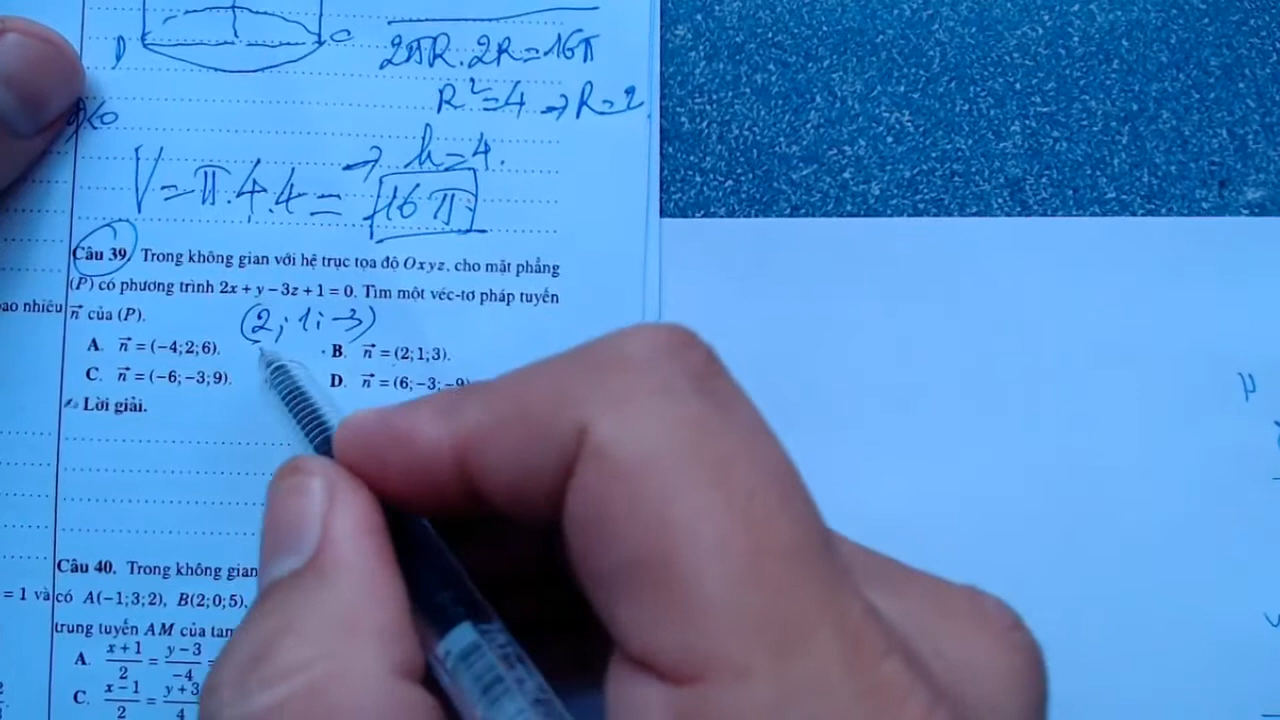 D
C
2πR.2R=16π
R²=4 → R=2
<0
→ h=4.
V=π.4.4= 16π
Câu 39. Trong không gian với hệ trục tọa độ Oxyz, cho mặt phẳng
(P) có phương trình 2x+y−3z+1=0. Tìm một véc-tơ pháp tuyến
ao nhiêu
n⃗ của (P).
(2; 1; -3)
A. n⃗=(−4;2;6).
B. n⃗=(2;1;3).
C. n⃗=(−6;−3;9).
D. n⃗=(6;−3;−9)
Lời giải.
Câu 40. Trong không gian
= 1 và
có A(−1;3;2), B(2;0;5),
trung tuyến AM của tam
A. (x+1)/2 = (y−3)/−4 =
C. (x−1)/2 = (y+3)/4